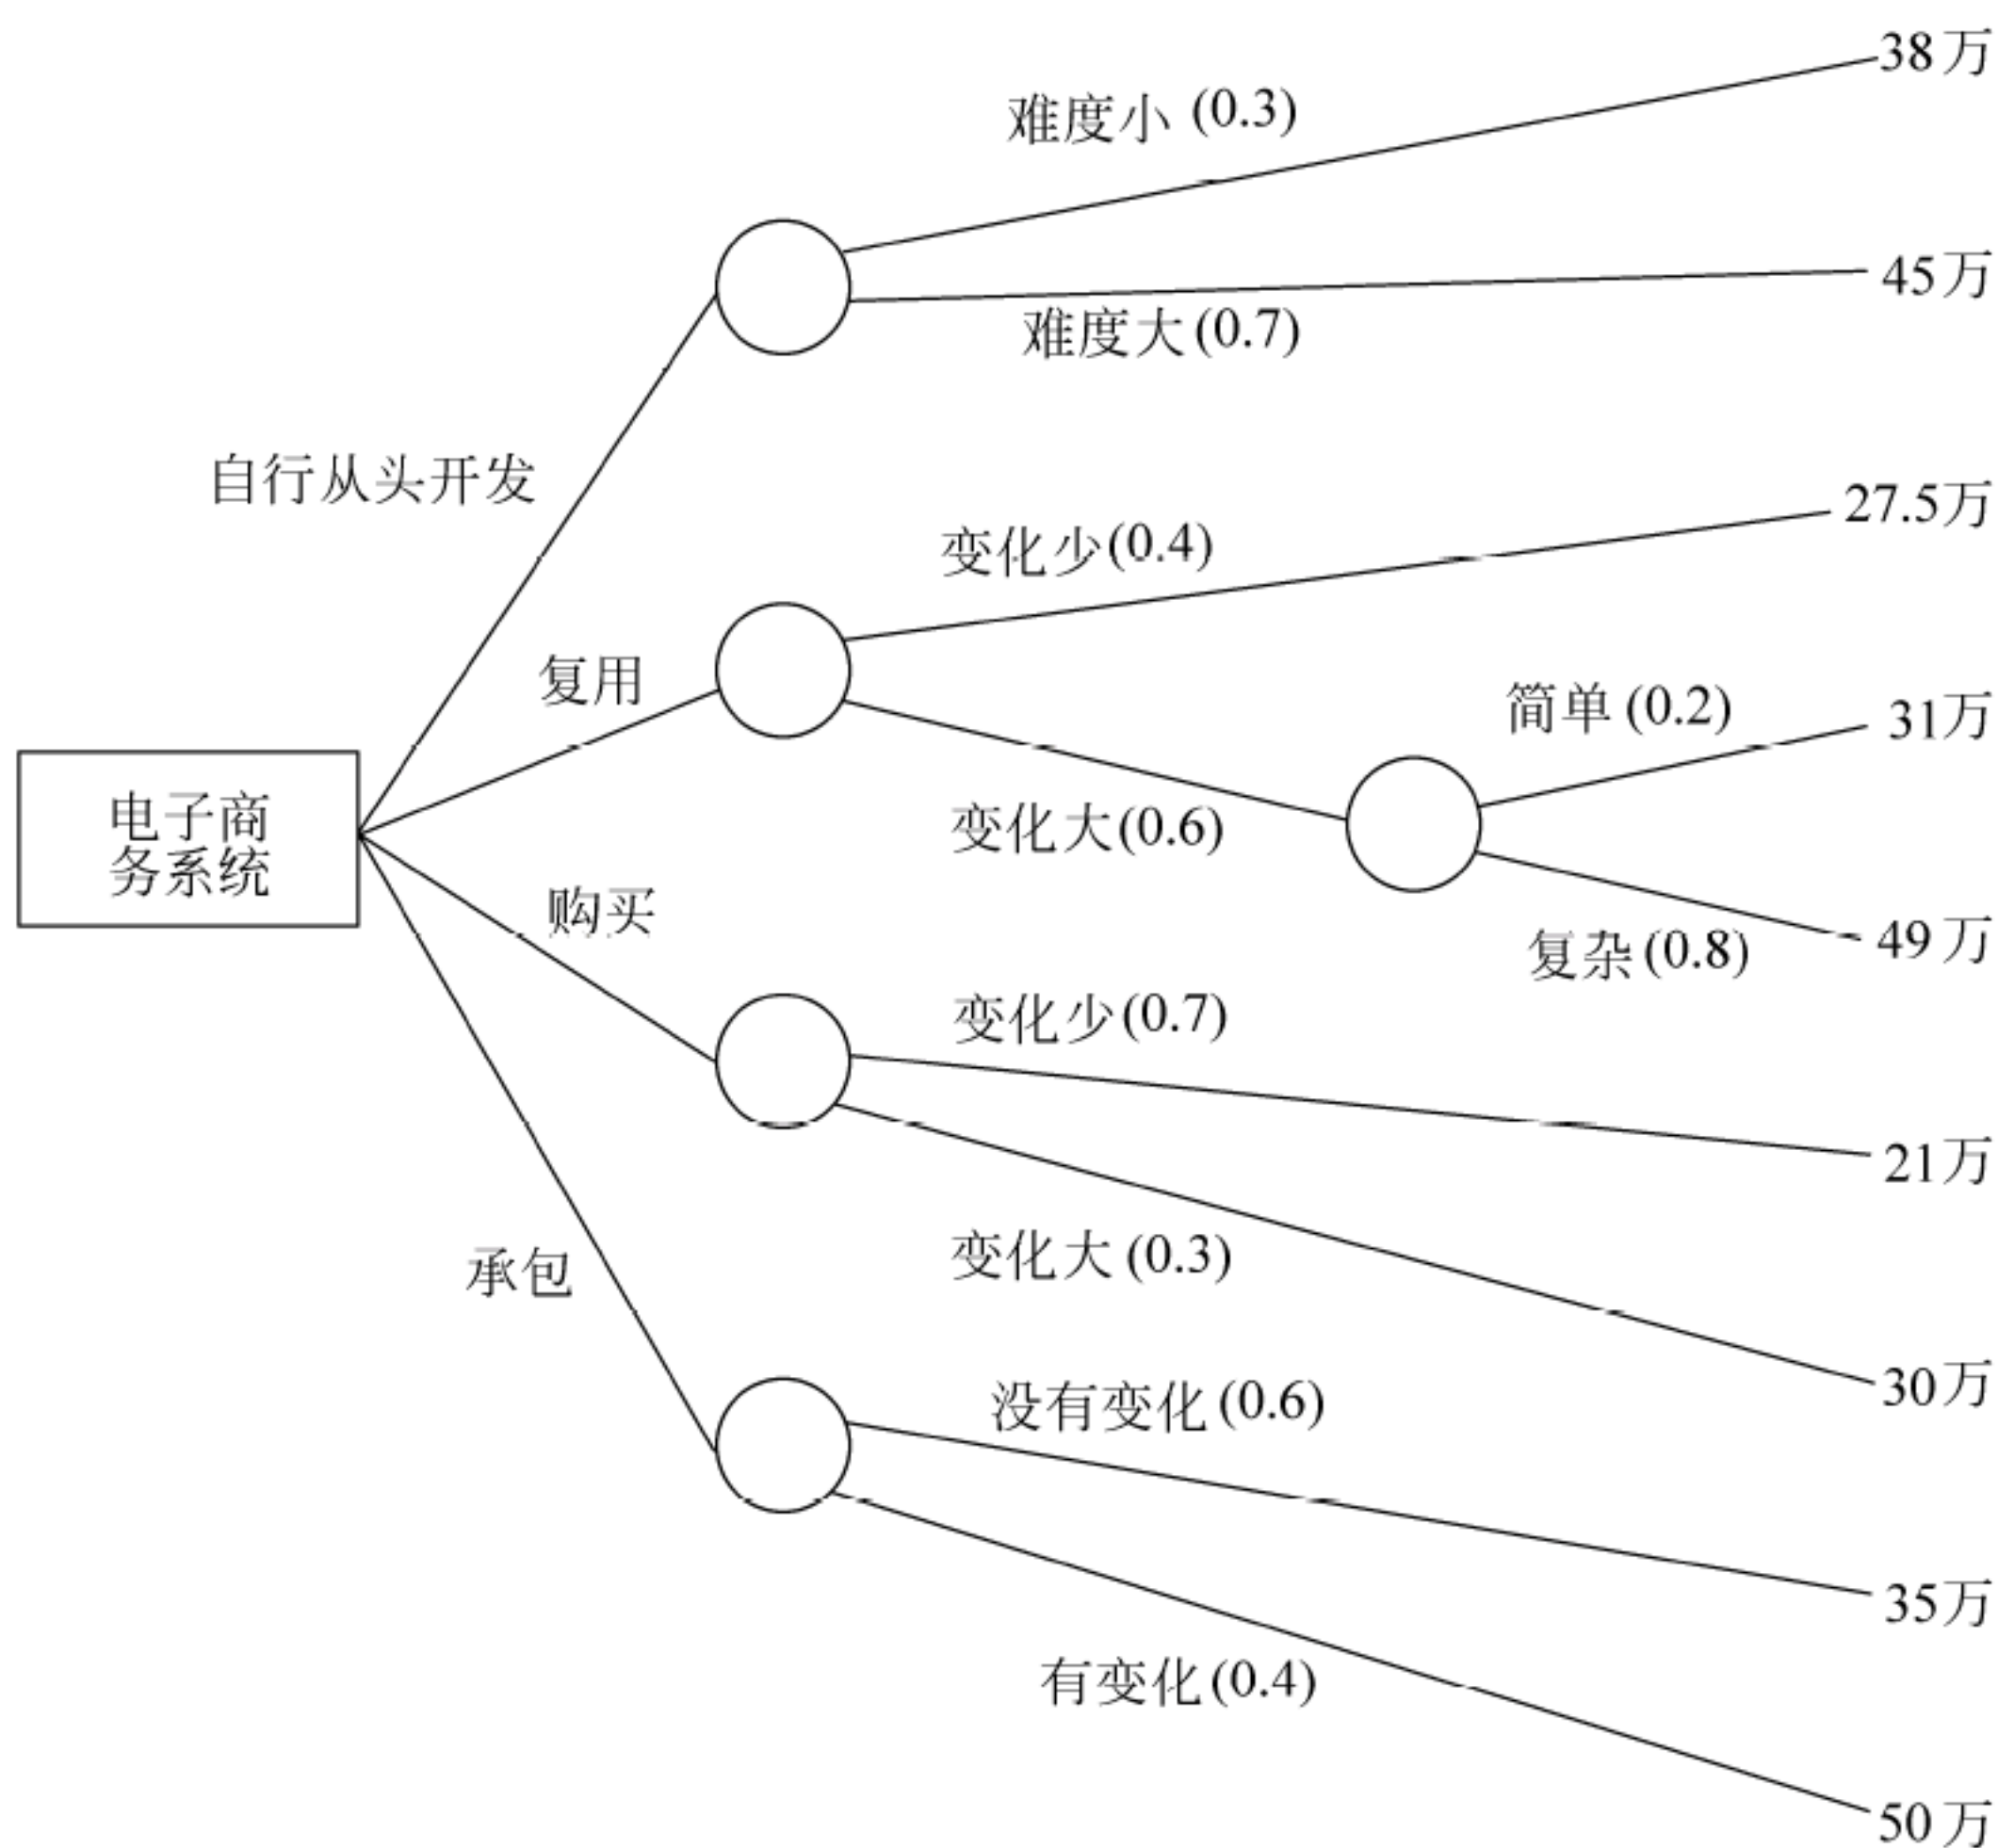 38万
难度小 (0.3)
45万
难度大 (0.7)
自行从头开发
27.5万
变化少(0.4)
复用
简单 (0.2)
31万
电子商
务系统
变化大(0.6)
购买
复杂 (0.8)
49万
变化少(0.7)
21万
变化大 (0.3)
承包
30万
没有变化 (0.6)
35万
有变化 (0.4)
50万